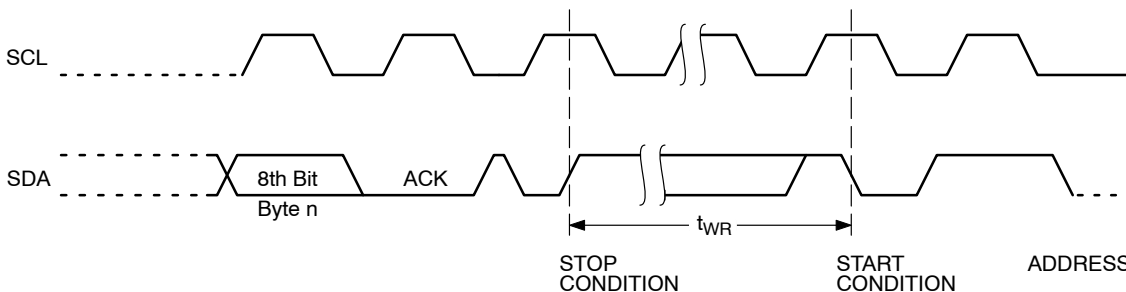 SCL
SDA
8th Bit
Byte n
ACK
tWR
STOP
CONDITION
START
CONDITION
ADDRESS